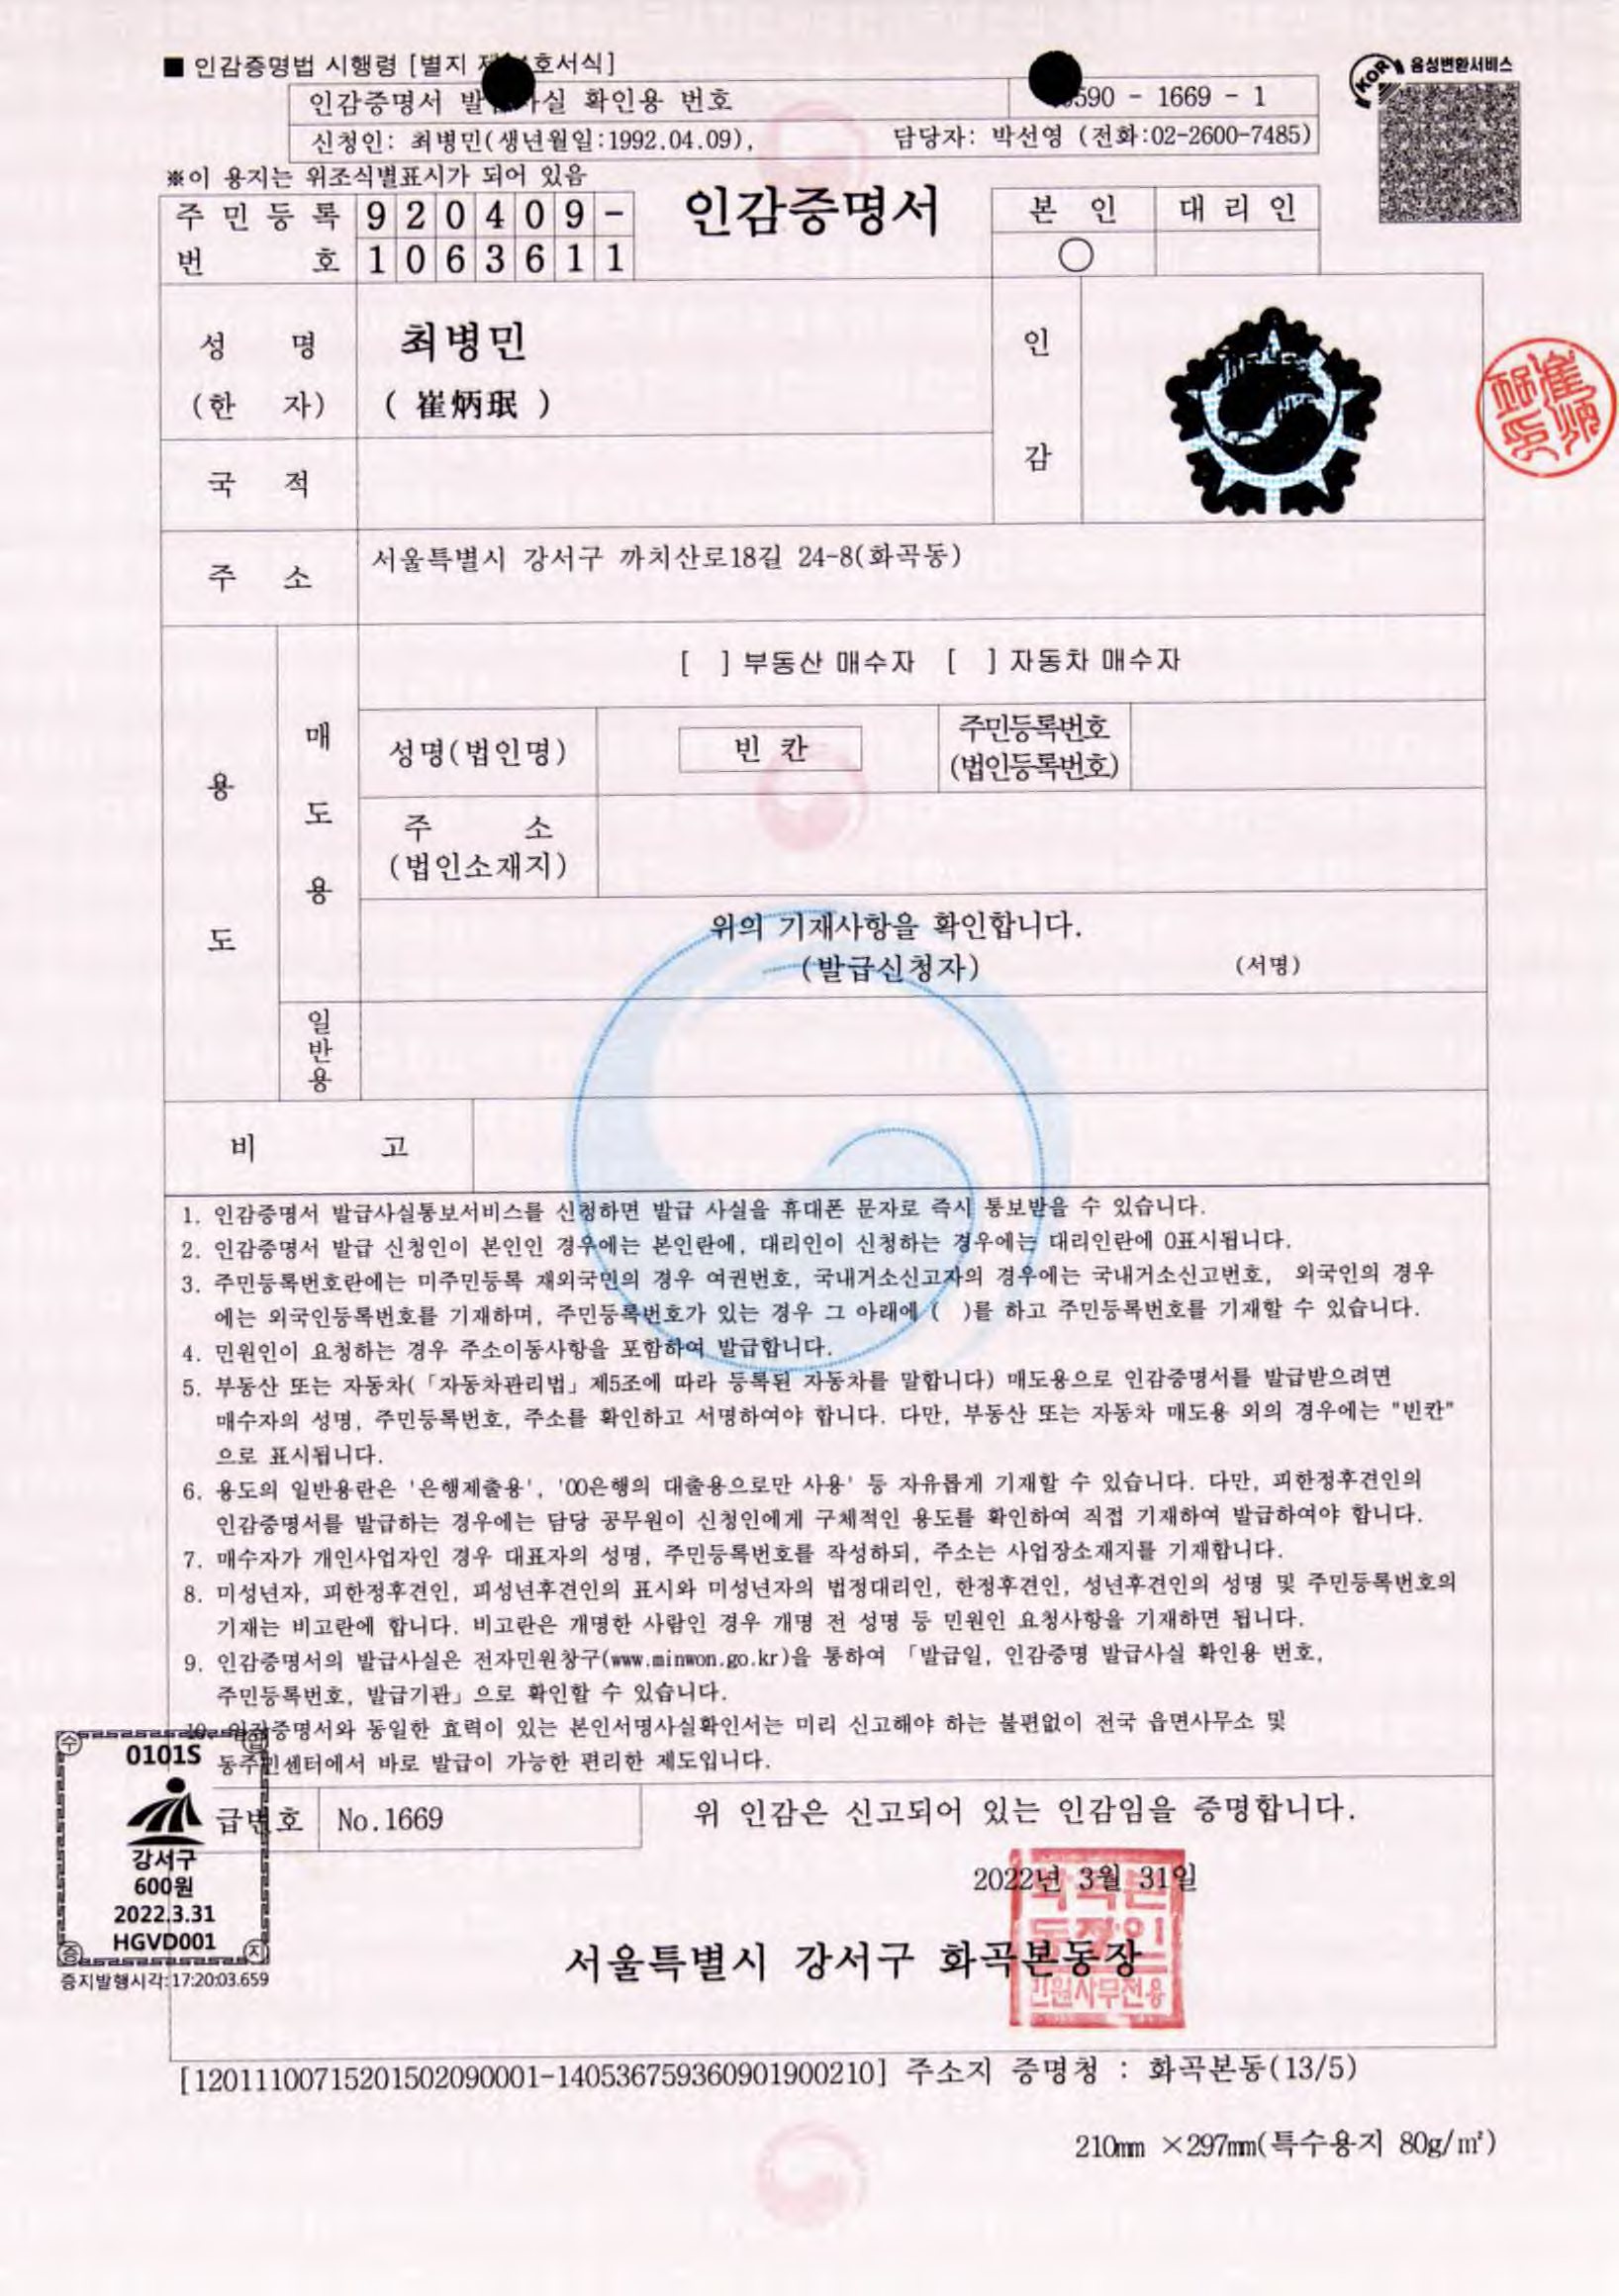 ■ 인감증명법 시행령 [별지 호서식]
음성변환서비스
KOR
인감증명서 실 확인용 번호 590 - 1669 - 1
신청인: 최병민(생년월일:1992.04.09), 담당자: 박선영 (전화:02-2600-7485)
※이 용지는 위조식별표시가 되어 있음
주민등록 번호 920409-
1063611
인감증명서
본 인 대리인
○
성 명 최병민
(한 자) (崔炳珉)
인 감
국 적
주 소 서울특별시 강서구 까치산로18길 24-8(화곡동)
용 도
매 도 용
[ ] 부동산 매수자 [ ] 자동차 매수자
성명(법인명) 빈 칸 주민등록번호
(법인등록번호)
주 소
(법인소재지)
위의 기재사항을 확인합니다.
(발급신청자) (서명)
일반용
비 고
1. 인감증명서 발급사실통보서비스를 신청하면 발급 사실을 휴대폰 문자로 즉시 통보받을 수 있습니다.
2. 인감증명서 발급 신청인이 본인인 경우에는 본인란에, 대리인이 신청하는 경우에는 대리인란에 O표시됩니다.
3. 주민등록번호란에는 미주민등록 재외국민의 경우 여권번호, 국내거소신고자의 경우에는 국내거소신고번호, 외국인의 경우
에는 외국인등록번호를 기재하며, 주민등록번호가 있는 경우 그 아래에 ( )를 하고 주민등록번호를 기재할 수 있습니다.
4. 민원인이 요청하는 경우 주소이동사항을 포함하여 발급합니다.
5. 부동산 또는 자동차(「자동차관리법」 제5조에 따라 등록된 자동차를 말합니다) 매도용으로 인감증명서를 발급받으려면
매수자의 성명, 주민등록번호, 주소를 확인하고 서명하여야 합니다. 다만, 부동산 또는 자동차 매도용 외의 경우에는 "빈칸"
으로 표시됩니다.
6. 용도의 일반용란은 '은행제출용', '00은행의 대출용으로만 사용' 등 자유롭게 기재할 수 있습니다. 다만, 피한정후견인의
인감증명서를 발급하는 경우에는 담당 공무원이 신청인에게 구체적인 용도를 확인하여 직접 기재하여 발급하여야 합니다.
7. 매수자가 개인사업자인 경우 대표자의 성명, 주민등록번호를 작성하되, 주소는 사업장소재지를 기재합니다.
8. 미성년자, 피한정후견인, 피성년후견인의 표시와 미성년자의 법정대리인, 한정후견인, 성년후견인의 성명 및 주민등록번호의
기재는 비고란에 합니다. 비고란은 개명한 사람인 경우 개명 전 성명 등 민원인 요청사항을 기재하면 됩니다.
9. 인감증명서의 발급사실은 전자민원창구(www.minwon.go.kr)을 통하여 「발급일, 인감증명 발급사실 확인용 번호,
주민등록번호, 발급기관」으로 확인할 수 있습니다.
10. 인감증명서와 동일한 효력이 있는 본인서명사실확인서는 미리 신고해야 하는 불편없이 전국 읍면사무소 및
동주민센터에서 바로 발급이 가능한 편리한 제도입니다.
수 입 증 지
0101S
강서구
600원
2022.3.31
HGVD001
증지발행시각:17:20:03.659
급번호 No.1669
위 인감은 신고되어 있는 인감임을 증명합니다.
2022년 3월 31일
서울특별시 강서구 화곡본동장
화곡본
동장인
민원사무전용
[12011100715201502090001-140536759360901900210] 주소지 증명청 : 화곡본동(13/5)
210mm ×297mm(특수용지 80g/㎡)